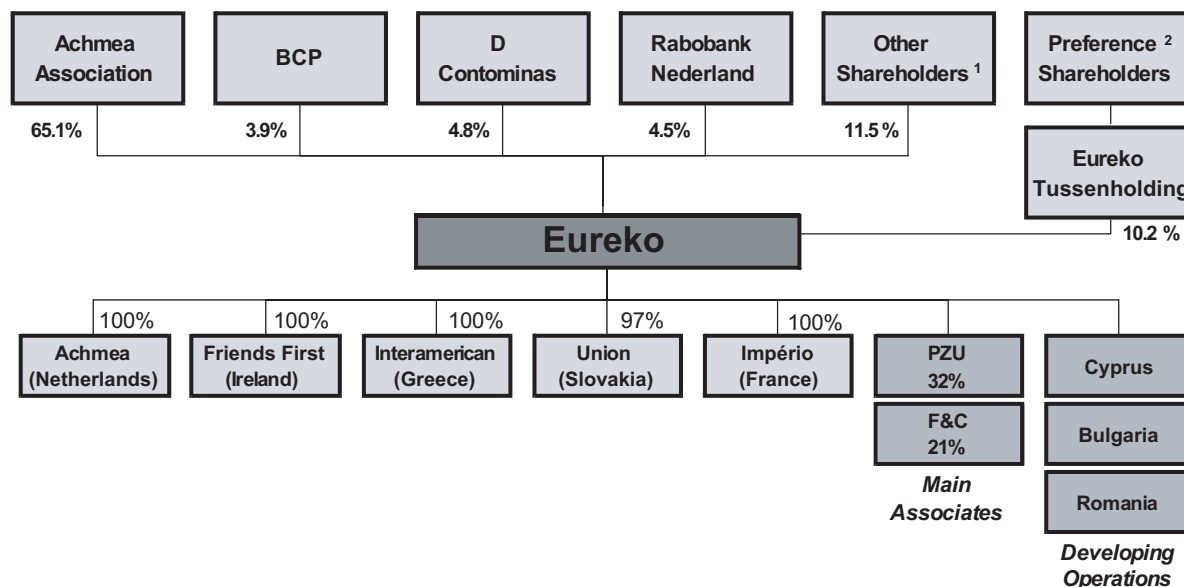 Achmea
Association
BCP
D
Contominas
Rabobank
Nederland
Other
Shareholders 1
Preference 2
Shareholders
65.1%
3.9%
4.8%
4.5%
11.5 %
Eureko
Tussenholding
10.2 %
Eureko
100%
100%
100%
97%
100%
Achmea
(Netherlands)
Friends First
(Ireland)
Interamerican
(Greece)
Union
(Slovakia)
Império
(France)
PZU
32%
Cyprus
F&C
21%
Bulgaria
Main
Associates
Romania
Developing
Operations